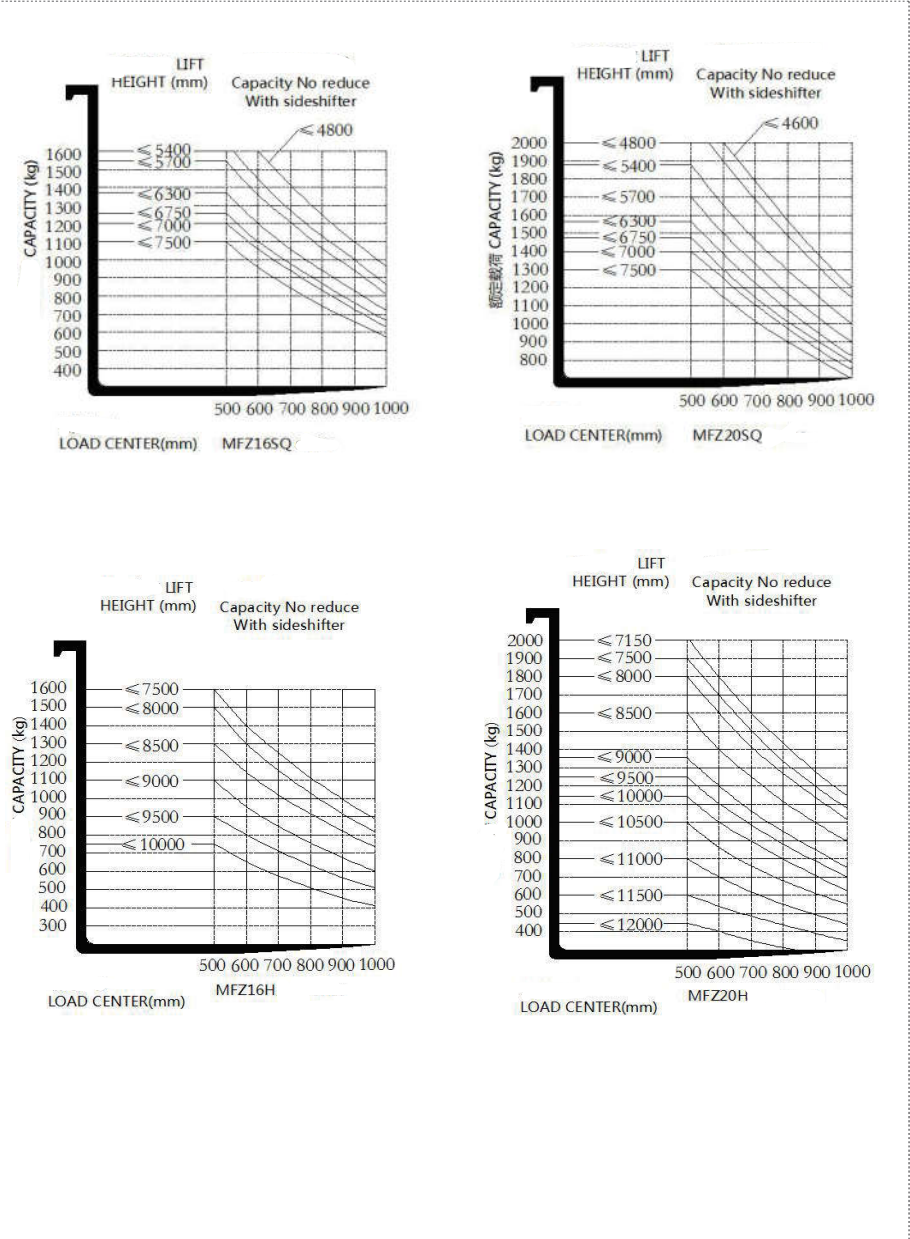 LIFT
HEIGHT (mm)
Capacity No reduce
With sideshifter
≤ 4800
≤ 5400
≤ 5700
≤ 6300
≤ 6750
≤ 7000
≤ 7500
CAPACITY (kg)
1600
1500
1400
1300
1200
1100
1000
900
800
700
600
500
400
500 600 700 800 900 1000
LOAD CENTER(mm) MFZ16SQ
LIFT
HEIGHT (mm)
Capacity No reduce
With sideshifter
≤ 4600
≤ 4800
≤ 5400
≤ 5700
≤ 6300
≤ 6750
≤ 7000
≤ 7500
额定载荷 CAPACITY (kg)
2000
1900
1800
1700
1600
1500
1400
1300
1200
1100
1000
900
800
500 600 700 800 900 1000
LOAD CENTER(mm) MFZ20SQ
LIFT
HEIGHT (mm)
Capacity No reduce
With sideshifter
≤ 7500
≤ 8000
≤ 8500
≤ 9000
≤ 9500
≤ 10000
CAPACITY (kg)
1600
1500
1400
1300
1200
1100
1000
900
800
700
600
500
400
300
500 600 700 800 900 1000
MFZ16H
LOAD CENTER(mm)
LIFT
HEIGHT (mm)
Capacity No reduce
With sideshifter
≤ 7150
≤ 7500
≤ 8000
≤ 8500
≤ 9000
≤ 9500
≤ 10000
≤ 10500
≤ 11000
≤ 11500
≤ 12000
CAPACITY (kg)
2000
1900
1800
1700
1600
1500
1400
1300
1200
1100
1000
900
800
700
600
500
400
500 600 700 800 900 1000
MFZ20H
LOAD CENTER(mm)